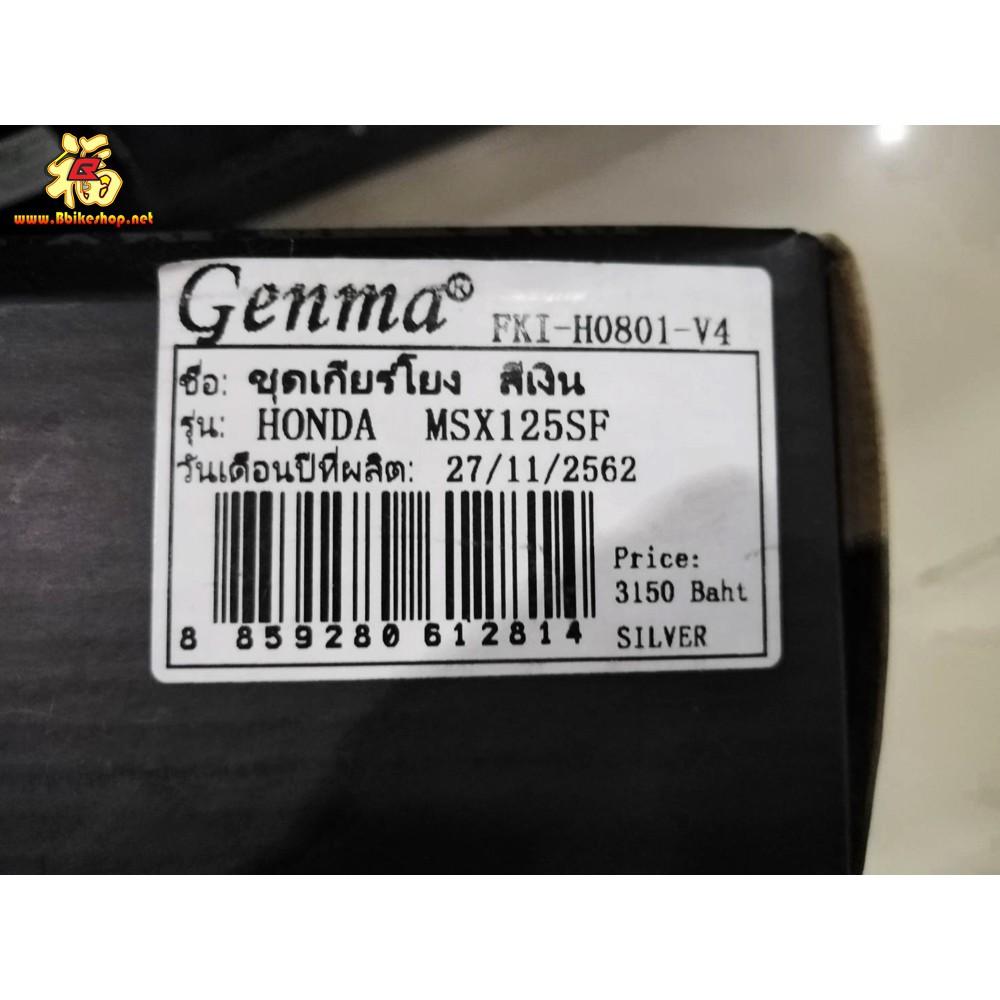 福
B
www.Bbikeshop.net
Genma®
FKI-H0801-V4
ชื่อ: ชุดเกียร์โยง สีเงิน
รุ่น: HONDA MSX125SF
วันเดือนปีที่ผลิต: 27/11/2562
Price:
3150 Baht
8 859280 612814
SILVER